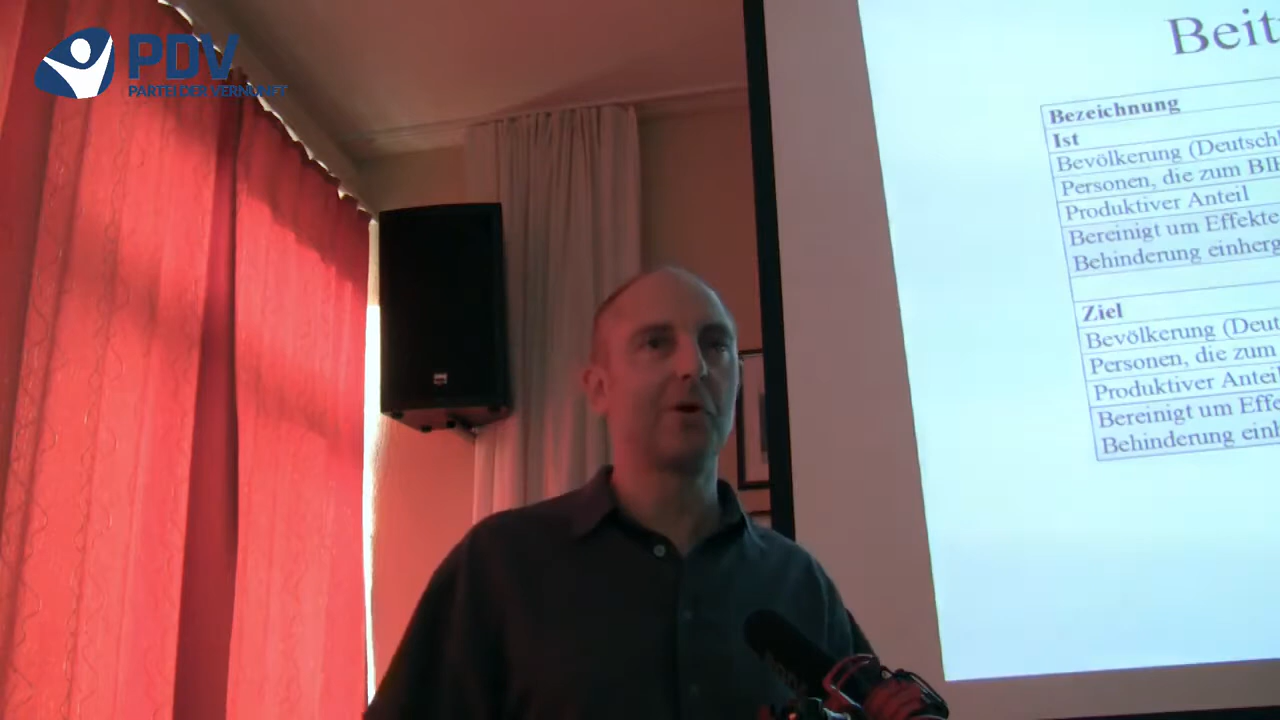 PDV
PARTEI DER VERNUNFT
Beit
Bezeichnung
Ist
Bevölkerung (Deutschl
Personen, die zum BIP
Produktiver Anteil
Bereinigt um Effekte
Behinderung einherg
Ziel
Bevölkerung (Deut
Personen, die zum
Produktiver Anteil
Bereinigt um Effe
Behinderung einh